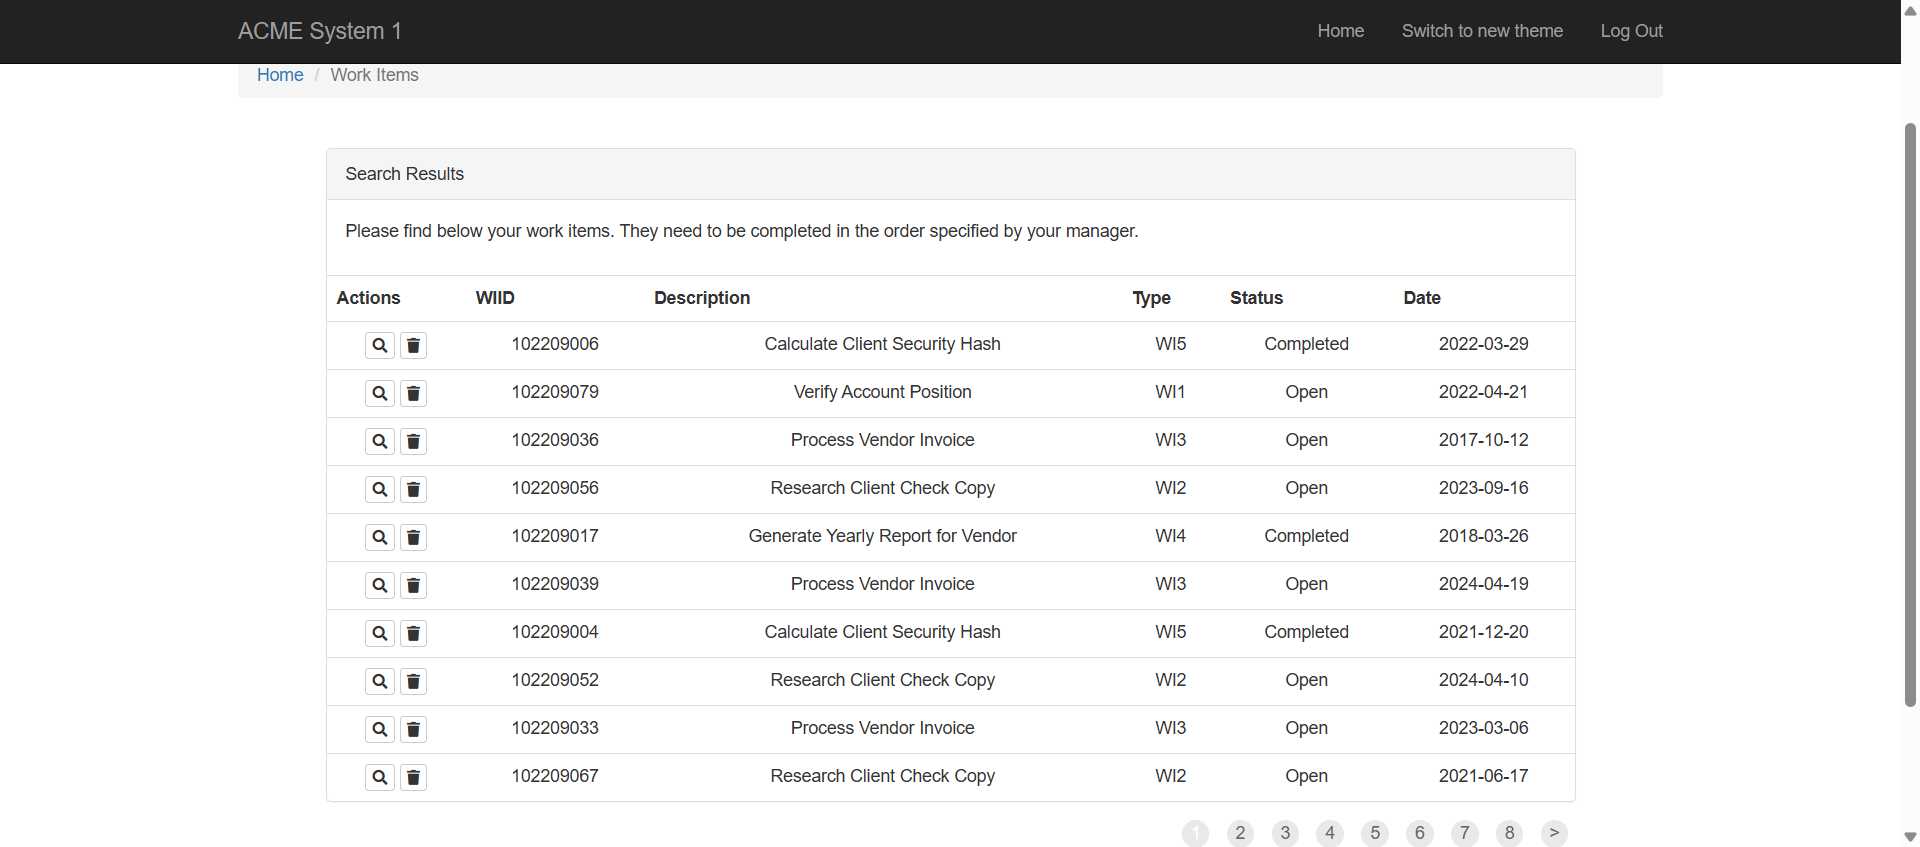 ACME System 1 Home Switch to new theme Log Out
Home / Work Items
Search Results
Please find below your work items. They need to be completed in the order specified by your manager.
Actions WIID Description Type Status Date
102209006 Calculate Client Security Hash WI5 Completed 2022-03-29
102209079 Verify Account Position WI1 Open 2022-04-21
102209036 Process Vendor Invoice WI3 Open 2017-10-12
102209056 Research Client Check Copy WI2 Open 2023-09-16
102209017 Generate Yearly Report for Vendor WI4 Completed 2018-03-26
102209039 Process Vendor Invoice WI3 Open 2024-04-19
102209004 Calculate Client Security Hash WI5 Completed 2021-12-20
102209052 Research Client Check Copy WI2 Open 2024-04-10
102209033 Process Vendor Invoice WI3 Open 2023-03-06
102209067 Research Client Check Copy WI2 Open 2021-06-17
1 2 3 4 5 6 7 8 >